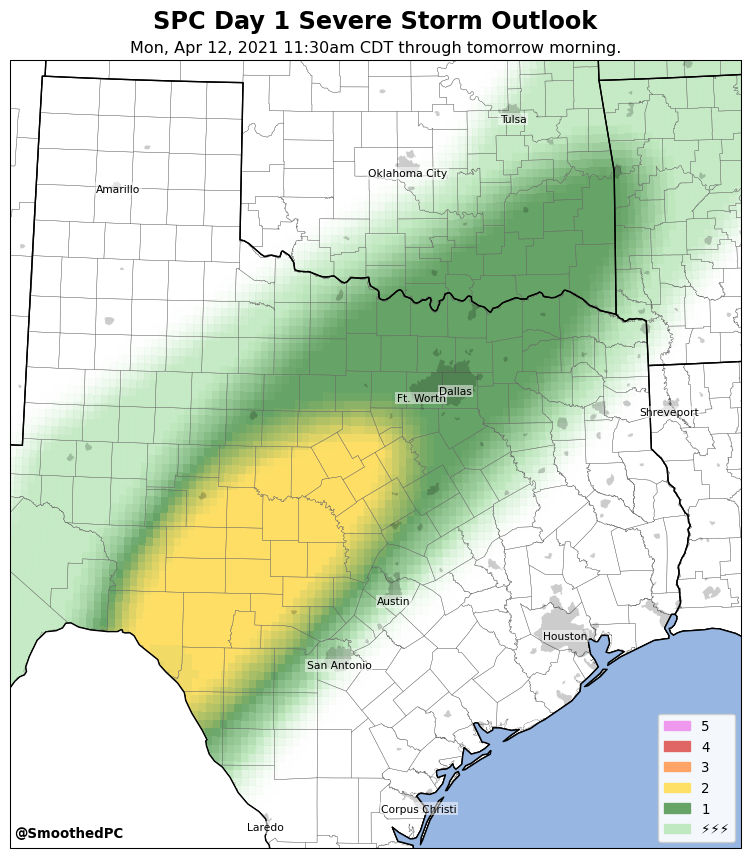 SPC Day 1 Severe Storm Outlook
Mon, Apr 12, 2021 11:30am CDT through tomorrow morning.
Tulsa
Oklahoma City
Amarillo
Dallas
Ft. Worth
Shreveport
Austin
Houston
San Antonio
5
4
3
2
1
⚡⚡⚡
Corpus Christi
Laredo
@SmoothedPC